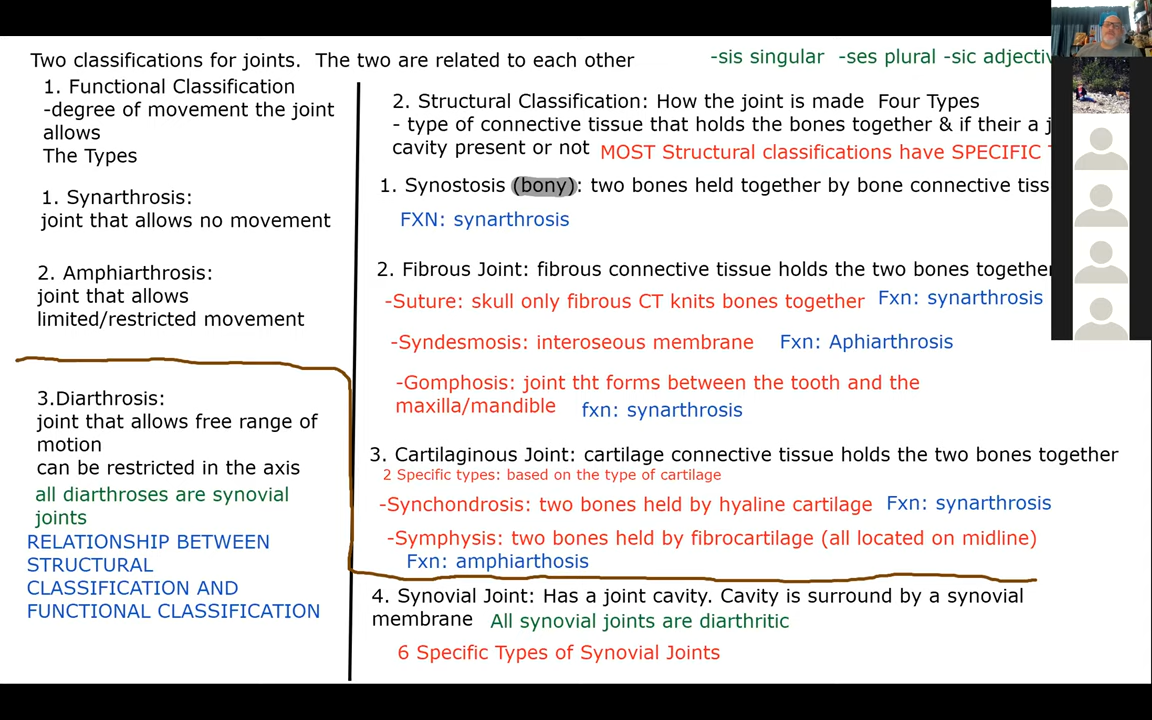 Two classifications for joints. The two are related to each other
-sis singular -ses plural -sic adjectiv
1. Functional Classification
-degree of movement the joint
allows
The Types
1. Synarthrosis:
joint that allows no movement
2. Amphiarthrosis:
joint that allows
limited/restricted movement
3.Diarthrosis:
joint that allows free range of
motion
can be restricted in the axis
all diarthroses are synovial
joints
RELATIONSHIP BETWEEN
STRUCTURAL
CLASSIFICATION AND
FUNCTIONAL CLASSIFICATION
2. Structural Classification: How the joint is made Four Types
- type of connective tissue that holds the bones together & if their a j
cavity present or not MOST Structural classifications have SPECIFIC
1. Synostosis (bony): two bones held together by bone connective tiss
FXN: synarthrosis
2. Fibrous Joint: fibrous connective tissue holds the two bones together
-Suture: skull only fibrous CT knits bones together Fxn: synarthrosis
-Syndesmosis: interoseous membrane Fxn: Aphiarthrosis
-Gomphosis: joint tht forms between the tooth and the
maxilla/mandible fxn: synarthrosis
3. Cartilaginous Joint: cartilage connective tissue holds the two bones together
2 Specific types: based on the type of cartilage
-Synchondrosis: two bones held by hyaline cartilage Fxn: synarthrosis
-Symphysis: two bones held by fibrocartilage (all located on midline)
Fxn: amphiarthosis
4. Synovial Joint: Has a joint cavity. Cavity is surround by a synovial
membrane All synovial joints are diarthritic
6 Specific Types of Synovial Joints